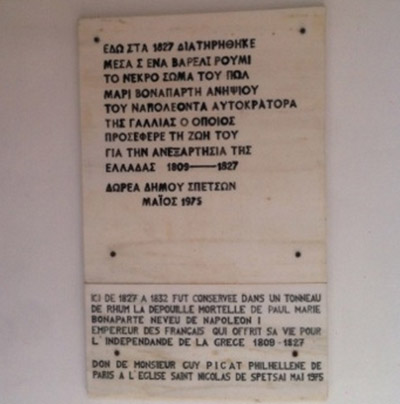 ΕΔΩ ΣΤΑ 1827 ΔΙΑΤΗΡΗΘΗΚΕ
ΜΕΣΑ Σ ΕΝΑ ΒΑΡΕΛΙ ΡΟΥΜΙ
ΤΟ ΝΕΚΡΟ ΣΩΜΑ ΤΟΥ ΠΩΛ
ΜΑΡΙ ΒΟΝΑΠΑΡΤΗ ΑΝΗΨΙΟΥ
ΤΟΥ ΝΑΠΟΛΕΟΝΤΑ ΑΥΤΟΚΡΑΤΟΡΑ
ΤΗΣ ΓΑΛΛΙΑΣ Ο ΟΠΟΙΟΣ
ΠΡΟΣΕΦΕΡΕ ΤΗ ΖΩΗ ΤΟΥ
ΓΙΑ ΤΗΝ ΑΝΕΞΑΡΤΗΣΙΑ ΤΗΣ
ΕΛΛΑΔΑΣ 1809—1827
ΔΩΡΕΑ ΔΗΜΟΥ ΣΠΕΤΣΩΝ
ΜΑΪΟΣ 1975
ICI DE 1827 A 1832 FUT CONSERVEE DANS UN TONNEAU
DE RHUM LA DEPOUILLE MORTELLE DE PAUL MARIE
BONAPARTE NEVEU DE NAPOLEON I
EMPEREUR DES FRANÇAIS QUI OFFRIT SA VIE POUR
L'INDEPENDANDE DE LA GRECE 1809-1827
DON DE MONSIEUR GUY PICAT PHILHELLENE DE
PARIS A L'EGLISE SAINT NICOLAS DE SPETSAI MAI 1975